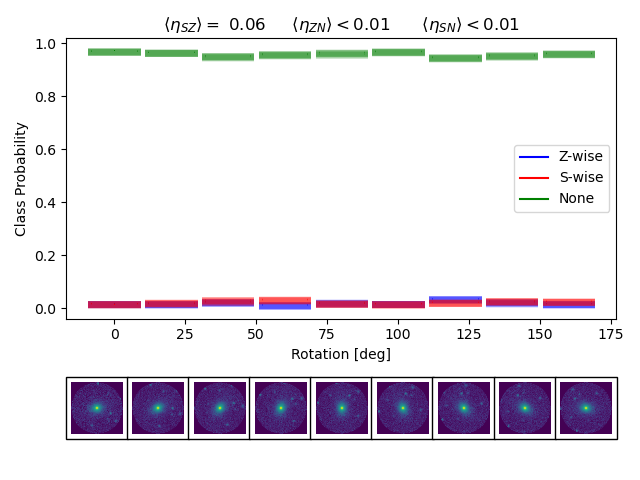 ⟨η_SZ⟩ = 0.06 ⟨η_ZN⟩ < 0.01 ⟨η_SN⟩ < 0.01
1.0
0.8
0.6
0.4
0.2
0.0
Class Probability
Z-wise
S-wise
None
0 25 50 75 100 125 150 175
Rotation [deg]